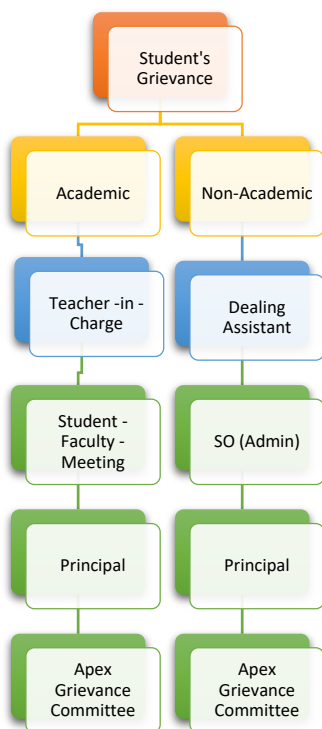 Student's
Grievance
Academic
Non-Academic
Teacher -in -
Charge
Dealing
Assistant
Student -
Faculty -
Meeting
SO (Admin)
Principal
Principal
Apex
Grievance
Committee
Apex
Grievance
Committee